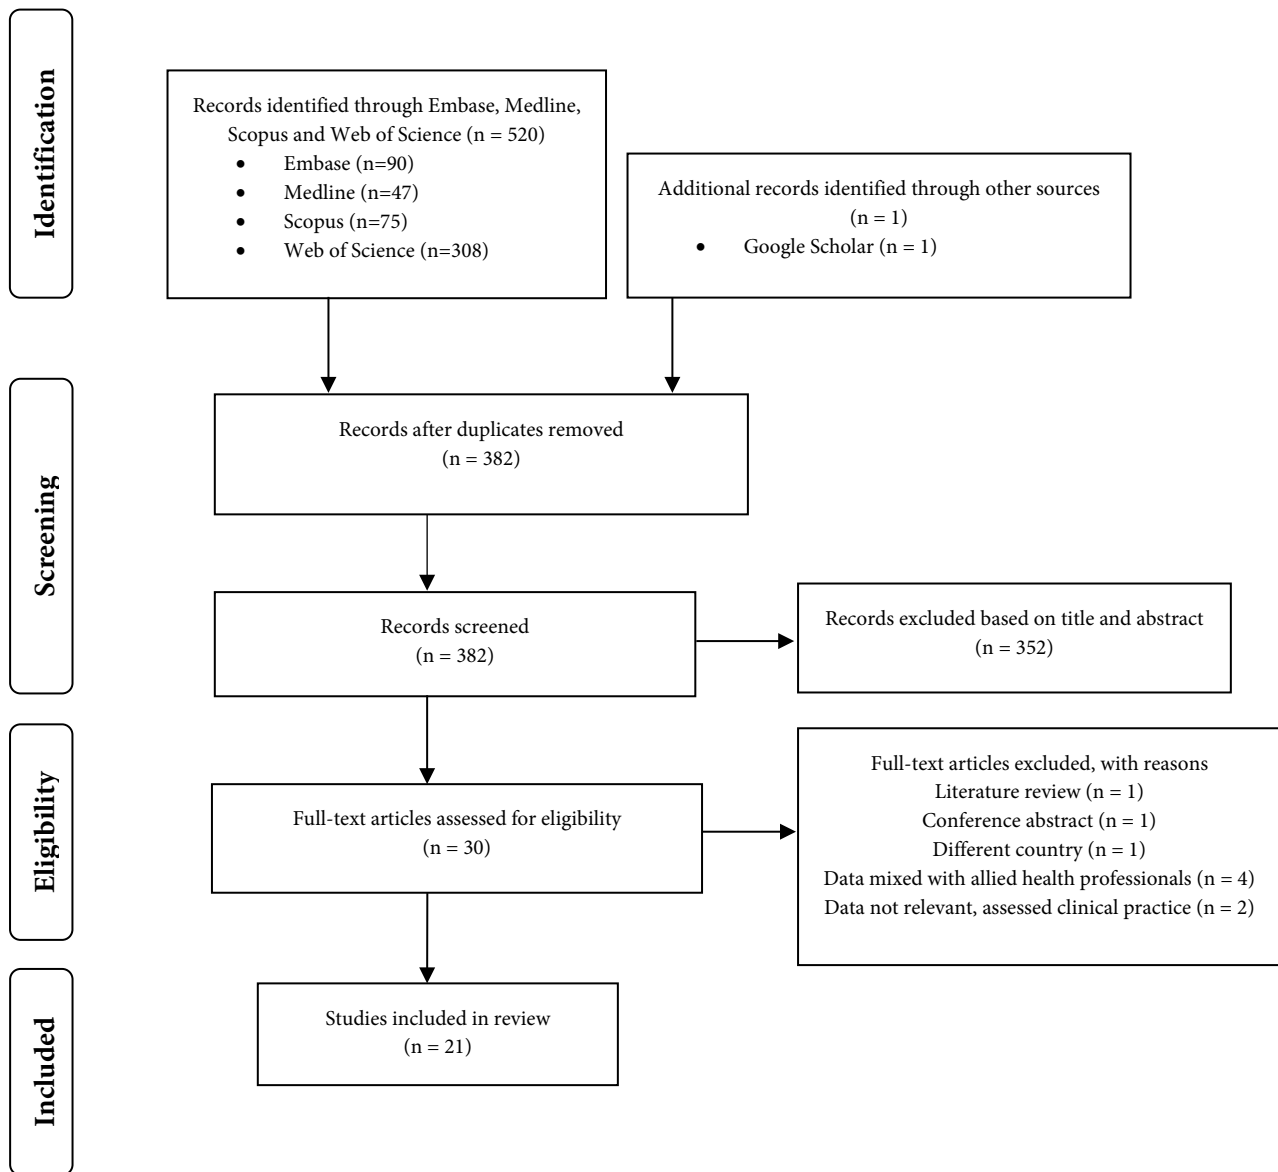 Identification
Records identified through Embase, Medline,
Scopus and Web of Science (n = 520)
• Embase (n=90)
• Medline (n=47)
• Scopus (n=75)
• Web of Science (n=308)
Additional records identified through other sources
(n = 1)
• Google Scholar (n = 1)
Screening
Records after duplicates removed
(n = 382)
Records screened
(n = 382)
Records excluded based on title and abstract
(n = 352)
Eligibility
Full-text articles assessed for eligibility
(n = 30)
Full-text articles excluded, with reasons
Literature review (n = 1)
Conference abstract (n = 1)
Different country (n = 1)
Data mixed with allied health professionals (n = 4)
Data not relevant, assessed clinical practice (n = 2)
Included
Studies included in review
(n = 21)